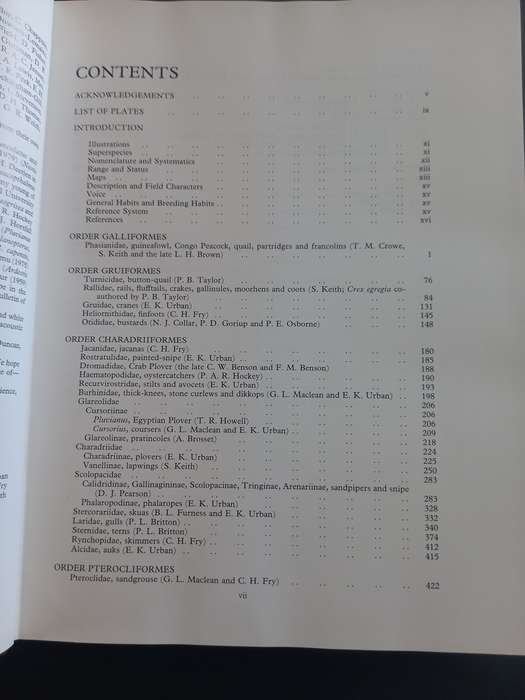 CONTENTS
ACKNOWLEDGEMENTS .. .. .. .. .. .. .. .. .. v
LIST OF PLATES .. .. .. .. .. .. .. .. .. .. ix
INTRODUCTION
Illustrations .. .. .. .. .. .. .. .. .. .. xi
Superspecies .. .. .. .. .. .. .. .. .. .. xi
Nomenclature and Systematics .. .. .. .. .. .. .. xii
Range and Status .. .. .. .. .. .. .. .. .. xiii
Maps .. .. .. .. .. .. .. .. .. .. xiii
Description and Field Characters .. .. .. .. .. .. .. xv
Voice .. .. .. .. .. .. .. .. .. .. xv
General Habits and Breeding Habits .. .. .. .. .. .. .. xv
Reference System .. .. .. .. .. .. .. .. .. xv
References .. .. .. .. .. .. .. .. .. .. xvi
ORDER GALLIFORMES
Phasianidae, guineafowl, Congo Peacock, quail, partridges and francolins (T. M. Crowe,
S. Keith and the late L. H. Brown) .. .. .. .. .. .. 1
ORDER GRUIFORMES
Turnicidae, button-quail (P. B. Taylor) .. .. .. .. .. .. 76
Rallidae, rails, flufftails, crakes, gallinules, moorhens and coots (S. Keith; Crex egregia co-
authored by P. B. Taylor) .. .. .. .. .. .. .. 84
Gruidae, cranes (E. K. Urban) .. .. .. .. .. .. .. 131
Heliornithidae, finfoots (C. H. Fry) .. .. .. .. .. .. .. 145
Otididae, bustards (N. J. Collar, P. D. Goriup and P. E. Osborne) .. .. .. .. 148
ORDER CHARADRIIFORMES
Jacanidae, jacanas (C. H. Fry) .. .. .. .. .. .. .. 180
Rostratulidae, painted-snipe (E. K. Urban) .. .. .. .. .. .. 185
Dromadidae, Crab Plover (the late C. W. Benson and F. M. Benson) .. .. .. .. 188
Haematopodidae, oystercatchers (P. A. R. Hockey) .. .. .. .. .. .. 190
Recurvirostridae, stilts and avocets (E. K. Urban) .. .. .. .. .. .. 193
Burhinidae, thick-knees, stone curlews and dikkops (G. L. Maclean and E. K. Urban) .. .. 198
Glareolidae .. .. .. .. .. .. .. .. .. .. 206
Cursoriinae .. .. .. .. .. .. .. .. .. 206
Pluvianus, Egyptian Plover (T. R. Howell) .. .. .. .. .. 206
Cursorius, coursers (G. L. Maclean and E. K. Urban) .. .. .. .. 209
Glareolinae, pratincoles (A. Brosset) .. .. .. .. .. .. 218
Charadriidae .. .. .. .. .. .. .. .. .. .. 224
Charadriinae, plovers (E. K. Urban) .. .. .. .. .. .. 225
Vanellinae, lapwings (S. Keith) .. .. .. .. .. .. .. 250
Scolopacidae .. .. .. .. .. .. .. .. .. .. 283
Calidridinae, Gallinagininae, Scolopacinae, Tringinae, Arenariinae, sandpipers and snipe
(D. J. Pearson) .. .. .. .. .. .. .. .. 283
Phalaropodinae, phalaropes (E. K. Urban) .. .. .. .. .. .. 328
Stercorariidae, skuas (B. L. Furness and E. K. Urban) .. .. .. .. .. 332
Laridae, gulls (P. L. Britton) .. .. .. .. .. .. .. .. 340
Sternidae, terns (P. L. Britton) .. .. .. .. .. .. .. 374
Rynchopidae, skimmers (C. H. Fry) .. .. .. .. .. .. .. 412
Alcidae, auks (E. K. Urban) .. .. .. .. .. .. .. .. 415
ORDER PTEROCLIFORMES
Pteroclidae, sandgrouse (G. L. Maclean and C. H. Fry) .. .. .. .. .. 422
vii